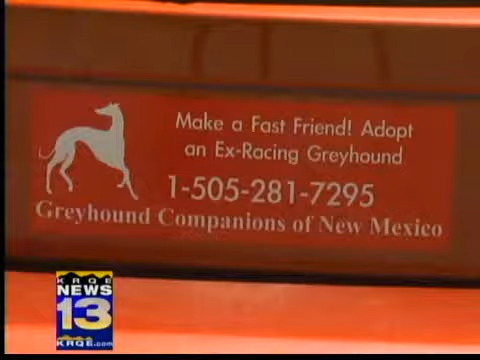 Make a Fast Friend! Adopt
an Ex-Racing Greyhound
1-505-281-7295
Greyhound Companions of New Mexico
KRQE
NEWS
13
KRQE.com